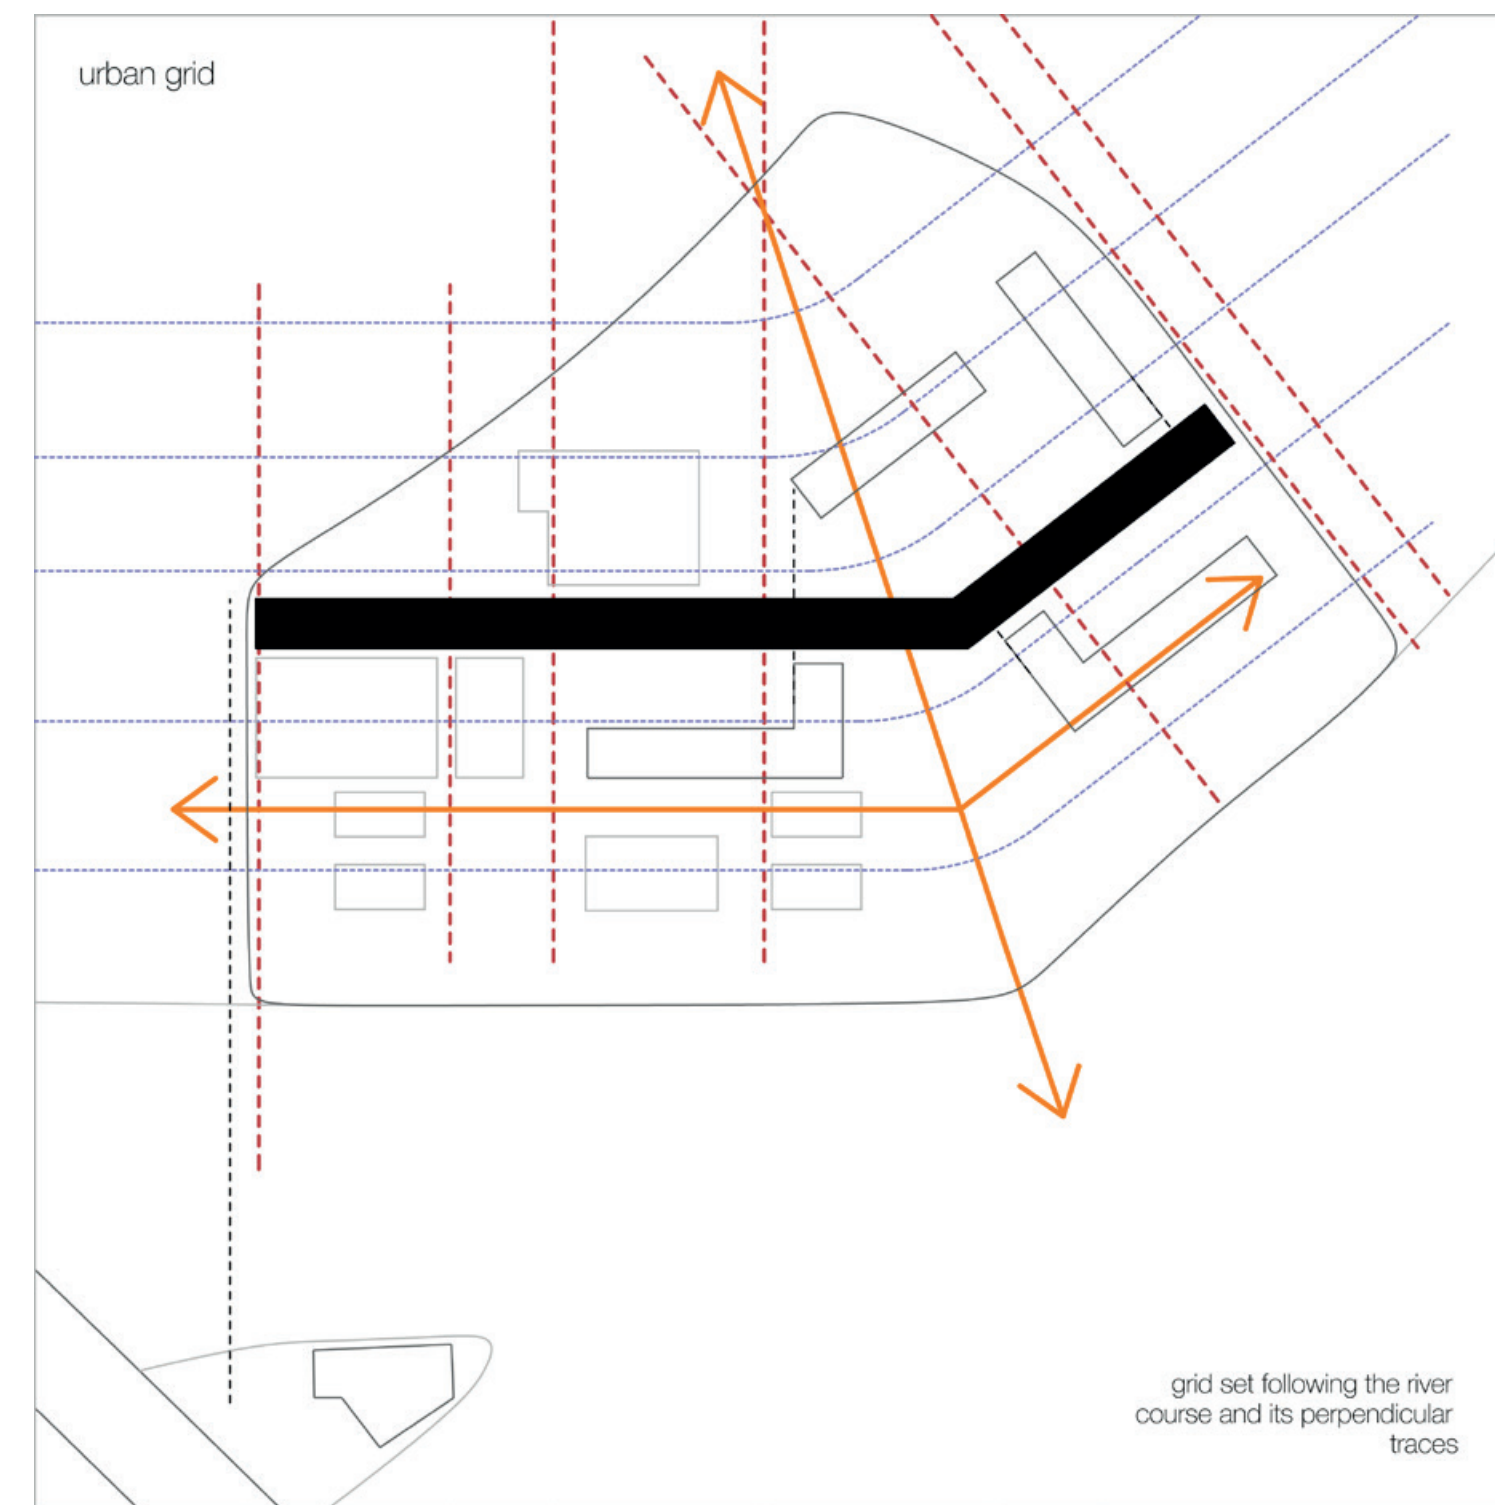 urban grid
grid set following the river
course and its perpendicular
traces